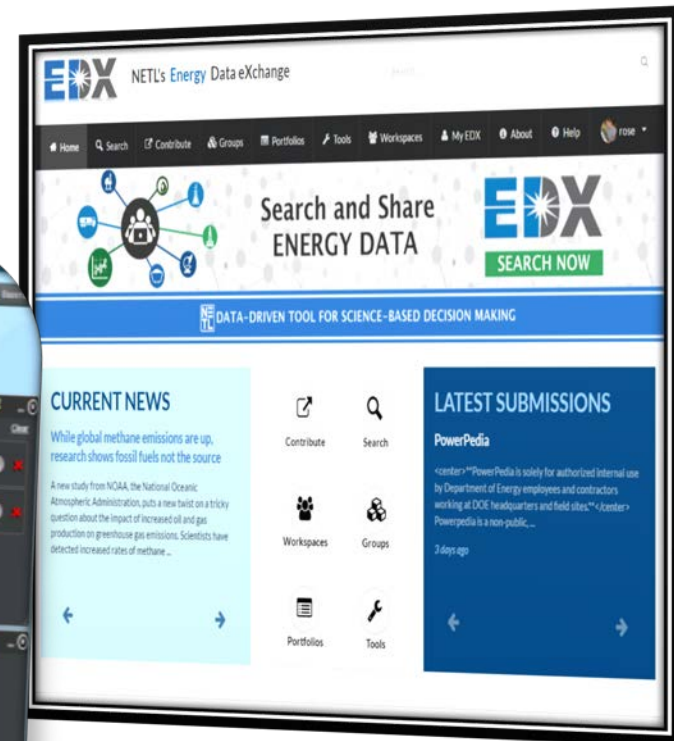 EDX NETL's Energy Data eXchange
Home Search Contribute Groups Portfolios Tools Workspaces My EDX About Help rose
Search and Share
ENERGY DATA
EDX
SEARCH NOW
NETL DATA-DRIVEN TOOL FOR SCIENCE-BASED DECISION MAKING
CURRENT NEWS
While global methane emissions are up,
research shows fossil fuels not the source
A new study from NOAA, the National Oceanic
Atmospheric Administration, puts a new twist on a tricky
question about the impact of increased oil and gas
production on greenhouse gas emissions. Scientists have
detected increased rates of methane ...
Contribute Search
Workspaces Groups
Portfolios Tools
LATEST SUBMISSIONS
PowerPedia
<center>**PowerPedia is solely for authorized internal use
by Department of Energy employees and contractors
working at DOE headquarters and field sites.**</center>
Powerpedia is a non-public, ...
3 days ago
Clear